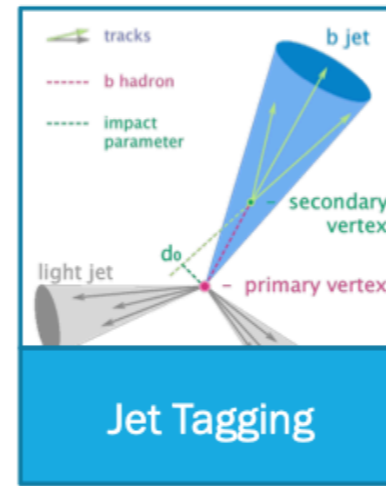 tracks
b hadron
impact
parameter
b jet
secondary
vertex
d₀
light jet
primary vertex
Jet Tagging